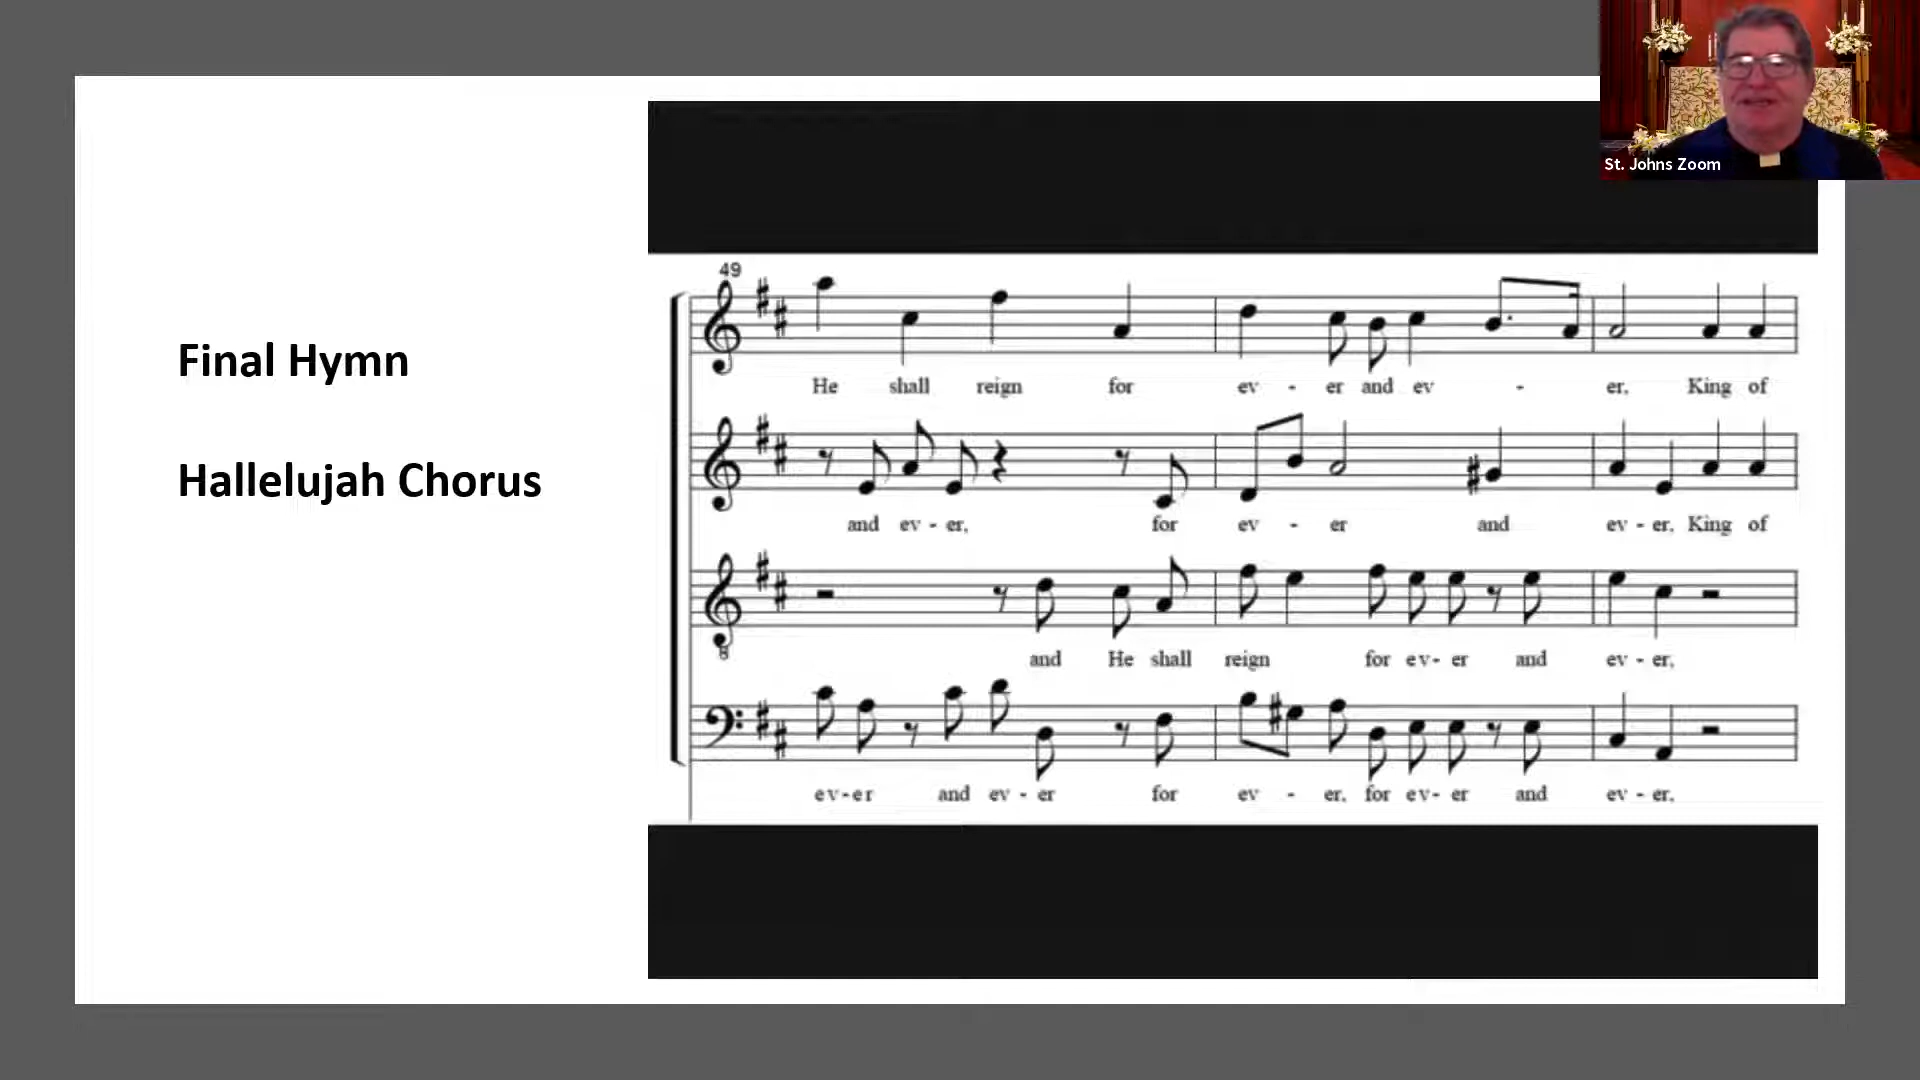 St. Johns Zoom
Final Hymn
Hallelujah Chorus
49
He shall reign for ev - er and ev - er, King of
and ev - er, for ev - er and ev - er, King of
8
and He shall reign for ev - er and ev - er,
ev - er and ev - er for ev - er, for ev - er and ev - er,